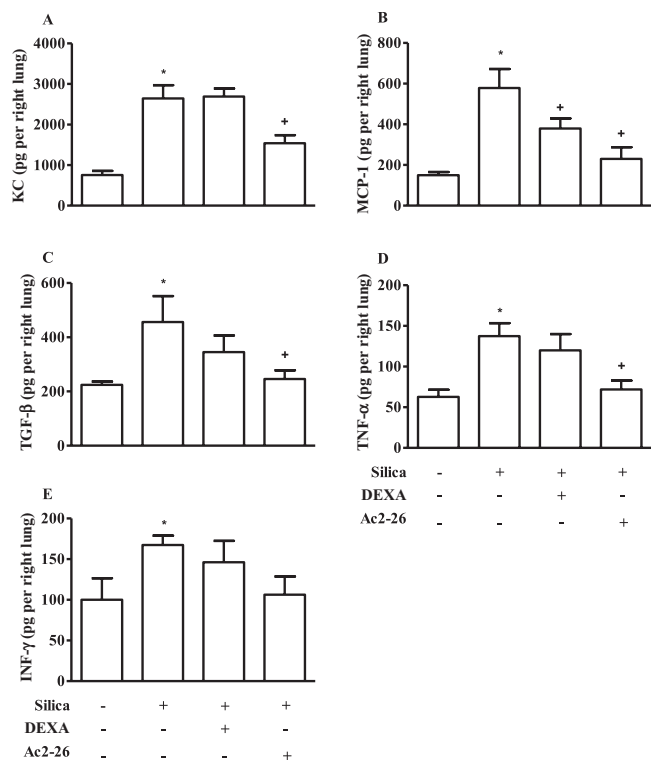 A
KC (pg per right lung)
4000
3000
2000
1000
0
*
+
B
MCP-1 (pg per right lung)
800
600
400
200
0
*
+
+
C
TGF-β (pg per right lung)
600
400
200
0
*
+
D
TNF-α (pg per right lung)
200
150
100
50
0
*
+
Silica - + + +
DEXA - - + -
Ac2-26 - - - +
E
INF-γ (pg per right lung)
200
150
100
50
0
*
Silica - + + +
DEXA - - + -
Ac2-26 - - - +